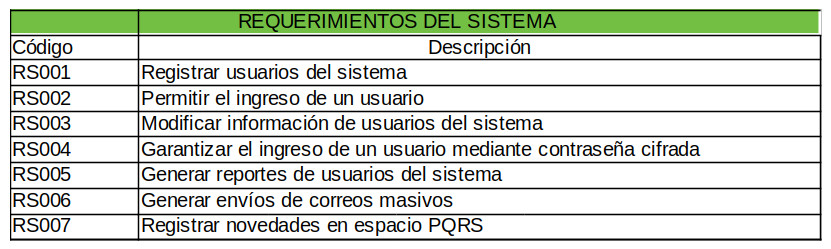 REQUERIMIENTOS DEL SISTEMA
Código Descripción
RS001 Registrar usuarios del sistema
RS002 Permitir el ingreso de un usuario
RS003 Modificar información de usuarios del sistema
RS004 Garantizar el ingreso de un usuario mediante contraseña cifrada
RS005 Generar reportes de usuarios del sistema
RS006 Generar envíos de correos masivos
RS007 Registrar novedades en espacio PQRS